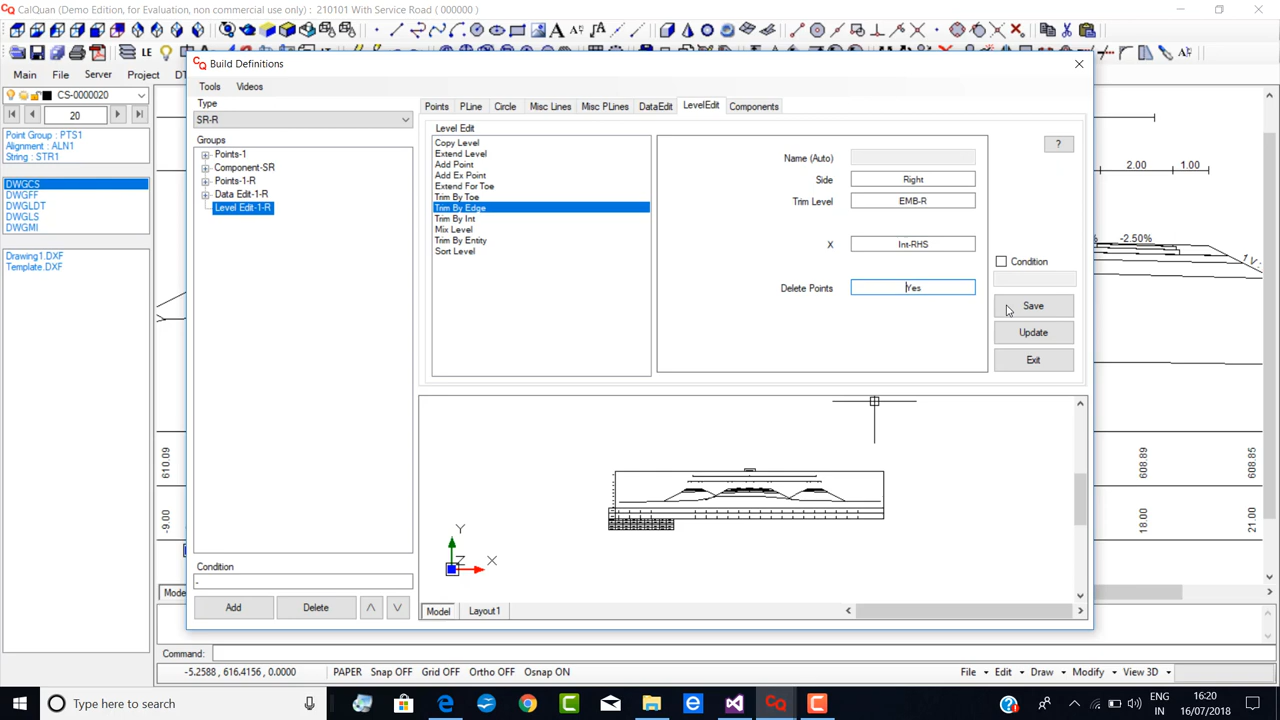 CalQuan (Demo Edition, for Evaluation, non commercial use only) : 210101 With Service Road ( 000000 )
LE
Main File Server Project DT
CS-0000020
20
Point Group : PTS1
Alignment : ALN1
String : STR1
DWGCS
DWGFF
DWGLDT
DWGLS
DWGMI
Drawing1.DXF
Template.DXF
Build Definitions
Tools Videos
Type
SR-R
Groups
Points-1
Component-SR
Points-1-R
Data Edit-1-R
Level Edit-1-R
Condition
-
Add Delete
Points PLine Circle Misc Lines Misc PLines DataEdit LevelEdit Components
Level Edit
Copy Level
Extend Level
Add Point
Add Ex Point
Extend For Toe
Trim By Toe
Trim By Edge
Trim By Int
Mix Level
Trim By Entity
Sort Level
Name (Auto)
Side Right
Trim Level EMB-R
X Int-RHS
Delete Points Yes
?
Condition
Save
Update
Exit
Y
Z X
Model Layout1
2.00 1.00
-2.50%
1 V
610.09
-9.00
608.89 608.85
18.00 21.00
Command:
-5.2588, 616.4156, 0.0000 PAPER Snap OFF Grid OFF Ortho OFF Osnap ON File Edit Draw Modify View 3D
Type here to search
ENG
IN
16:20
16/07/2018